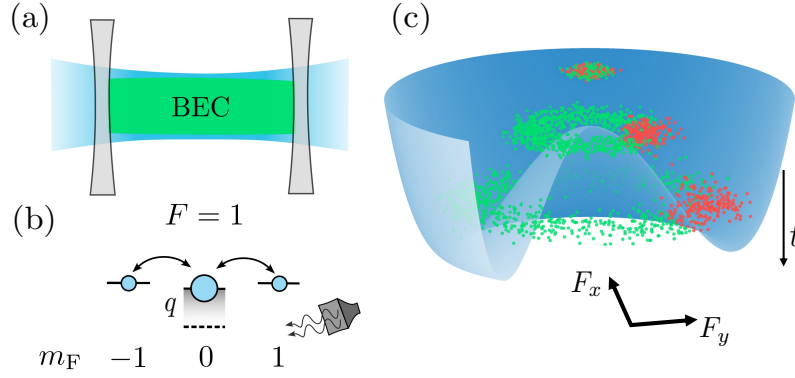 (a)
BEC
(b)
F = 1
q
m_F −1 0 1
(c)
t
F_x
F_y